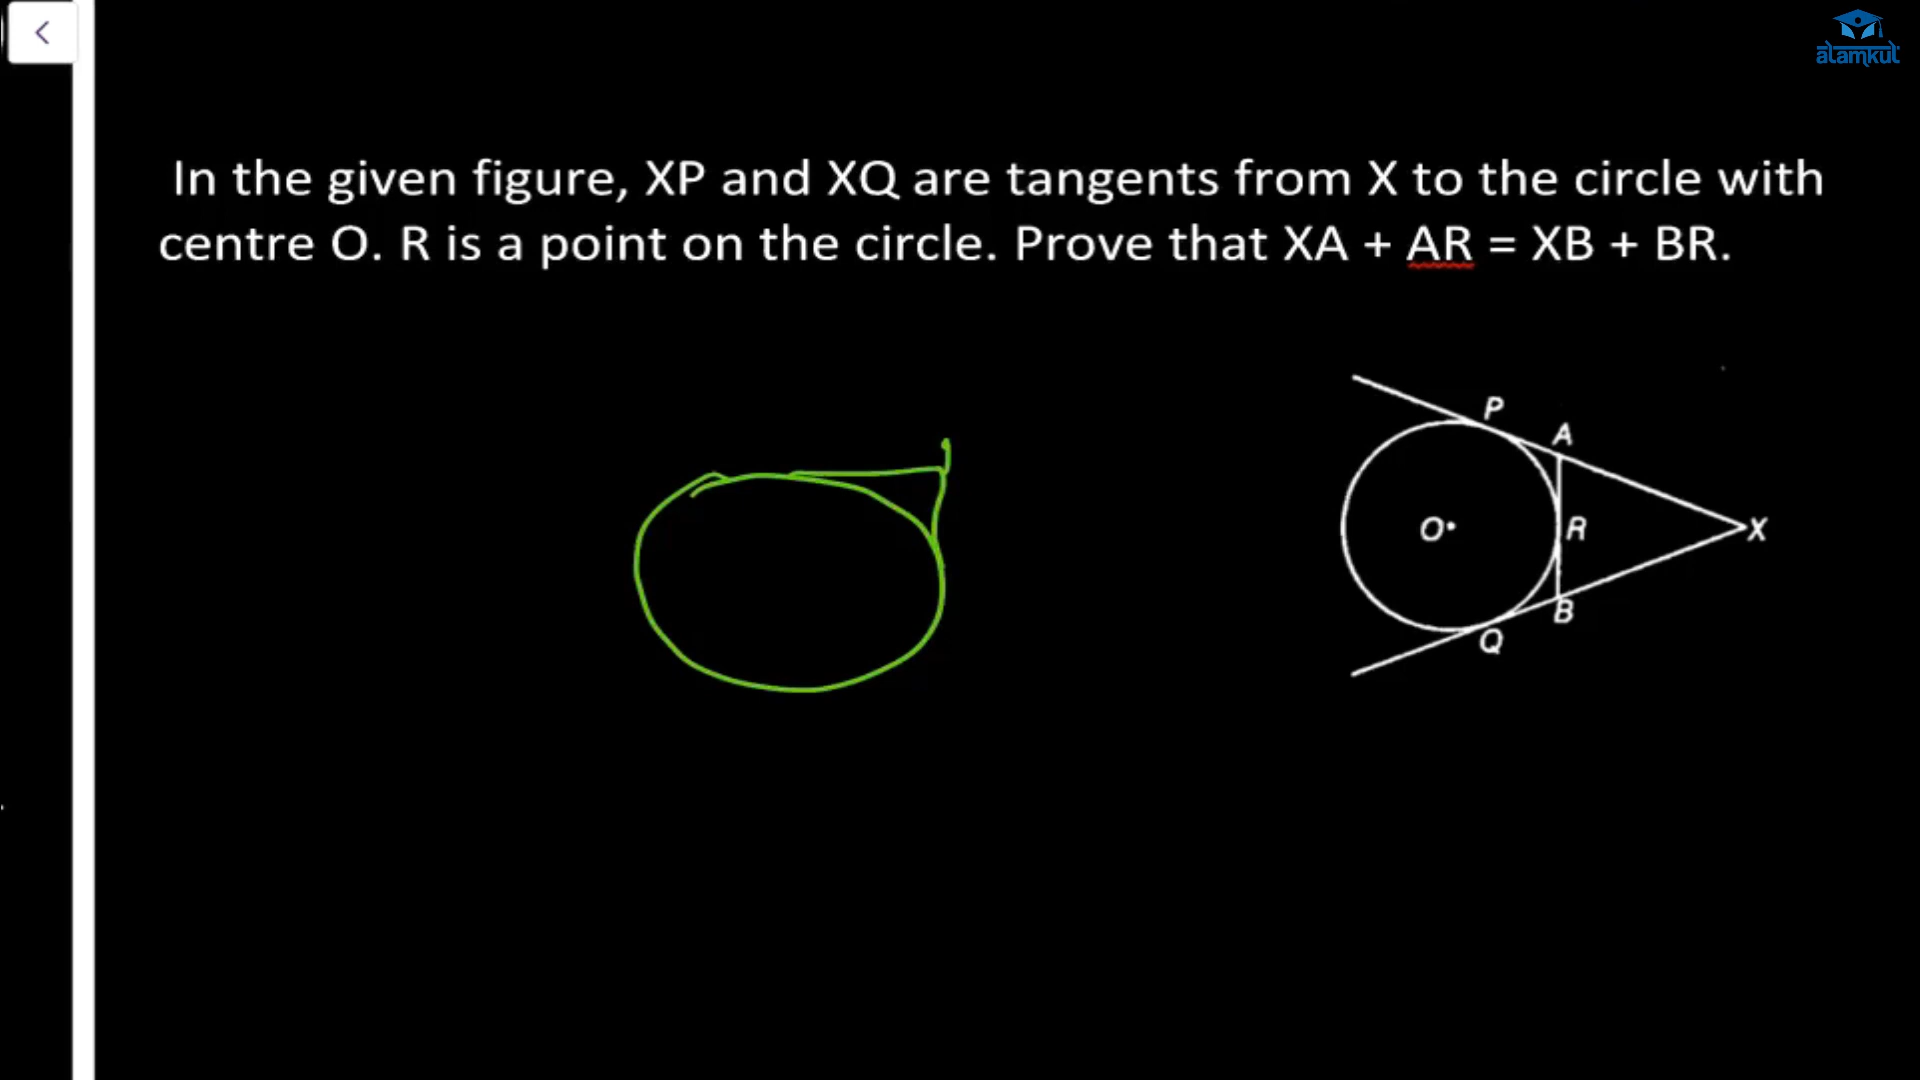 alamkul
In the given figure, XP and XQ are tangents from X to the circle with
centre O. R is a point on the circle. Prove that XA + AR = XB + BR.
P
A
O
R
X
B
Q